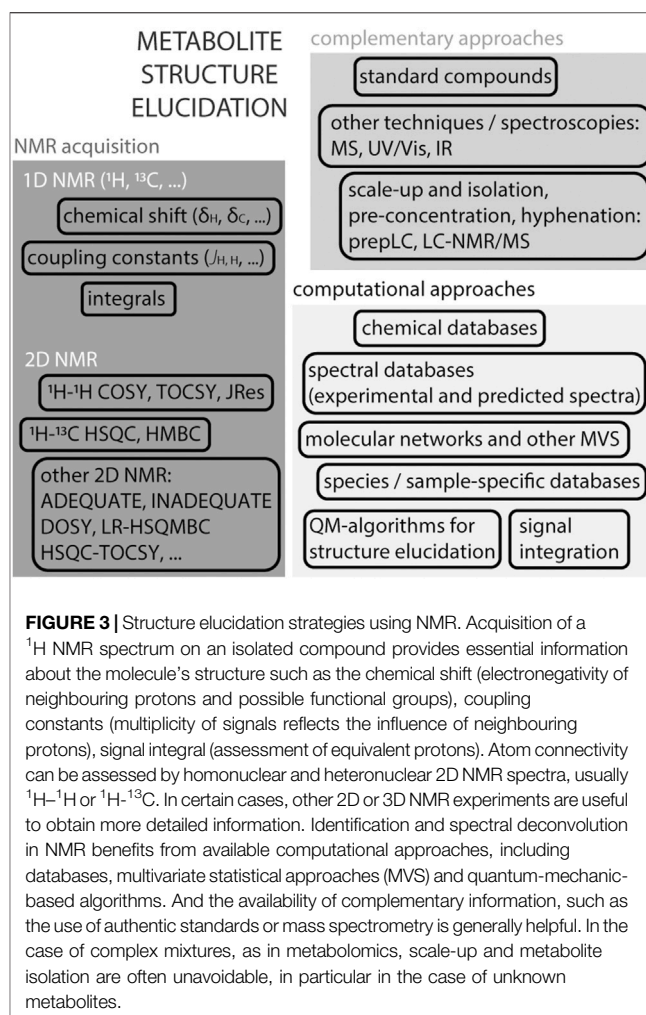 METABOLITE
STRUCTURE
ELUCIDATION
NMR acquisition
1D NMR (¹H, ¹³C, ...)
chemical shift (δH, δC, ...)
coupling constants (JH, H, ...)
integrals
2D NMR
¹H-¹H COSY, TOCSY, JRes
¹H-¹³C HSQC, HMBC
other 2D NMR:
ADEQUATE, INADEQUATE
DOSY, LR-HSQMBC
HSQC-TOCSY, ...
complementary approaches
standard compounds
other techniques / spectroscopies:
MS, UV/Vis, IR
scale-up and isolation,
pre-concentration, hyphenation:
prepLC, LC-NMR/MS
computational approaches
chemical databases
spectral databases
(experimental and predicted spectra)
molecular networks and other MVS
species / sample-specific databases
QM-algorithms for
structure elucidation
signal
integration
FIGURE 3 | Structure elucidation strategies using NMR. Acquisition of a
¹H NMR spectrum on an isolated compound provides essential information
about the molecule's structure such as the chemical shift (electronegativity of
neighbouring protons and possible functional groups), coupling
constants (multiplicity of signals reflects the influence of neighbouring
protons), signal integral (assessment of equivalent protons). Atom connectivity
can be assessed by homonuclear and heteronuclear 2D NMR spectra, usually
¹H–¹H or ¹H-¹³C. In certain cases, other 2D or 3D NMR experiments are useful
to obtain more detailed information. Identification and spectral deconvolution
in NMR benefits from available computational approaches, including
databases, multivariate statistical approaches (MVS) and quantum-mechanic-
based algorithms. And the availability of complementary information, such as
the use of authentic standards or mass spectrometry is generally helpful. In the
case of complex mixtures, as in metabolomics, scale-up and metabolite
isolation are often unavoidable, in particular in the case of unknown
metabolites.